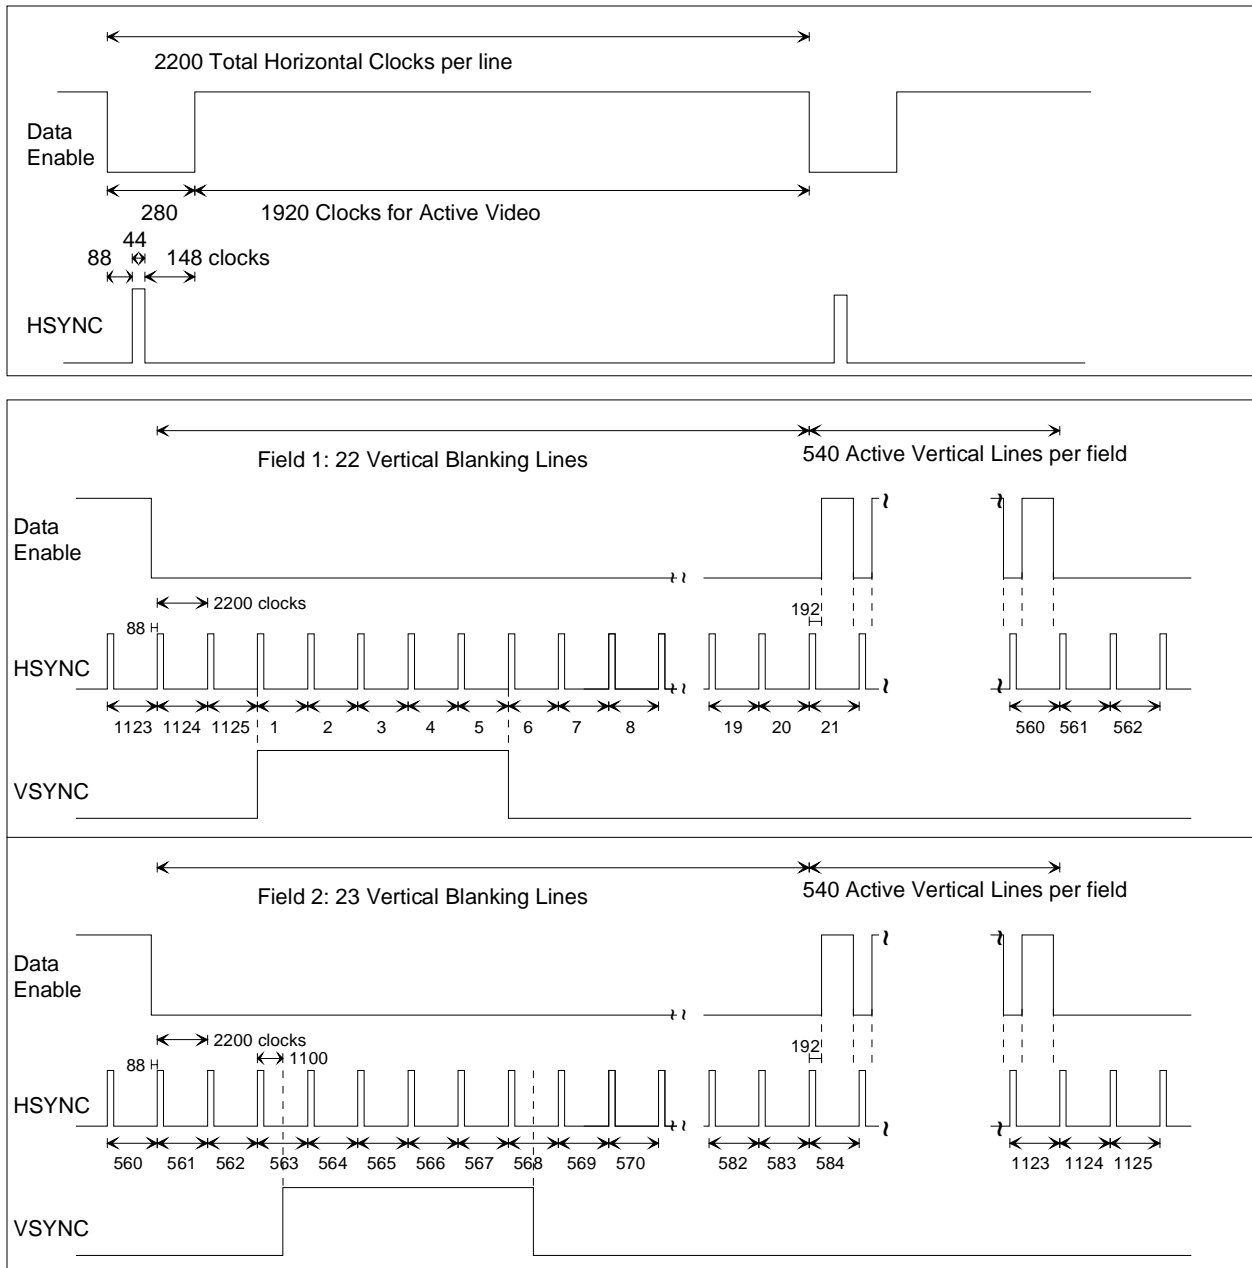 2200 Total Horizontal Clocks per line
Data
Enable
280
1920 Clocks for Active Video
44
88
148 clocks
HSYNC
Field 1: 22 Vertical Blanking Lines
540 Active Vertical Lines per field
Data
Enable
2200 clocks
192
88
HSYNC
1123 1124 1125 1 2 3 4 5 6 7 8 19 20 21 560 561 562
VSYNC
Field 2: 23 Vertical Blanking Lines
540 Active Vertical Lines per field
Data
Enable
2200 clocks
192
88
1100
HSYNC
560 561 562 563 564 565 566 567 568 569 570 582 583 584 1123 1124 1125
VSYNC